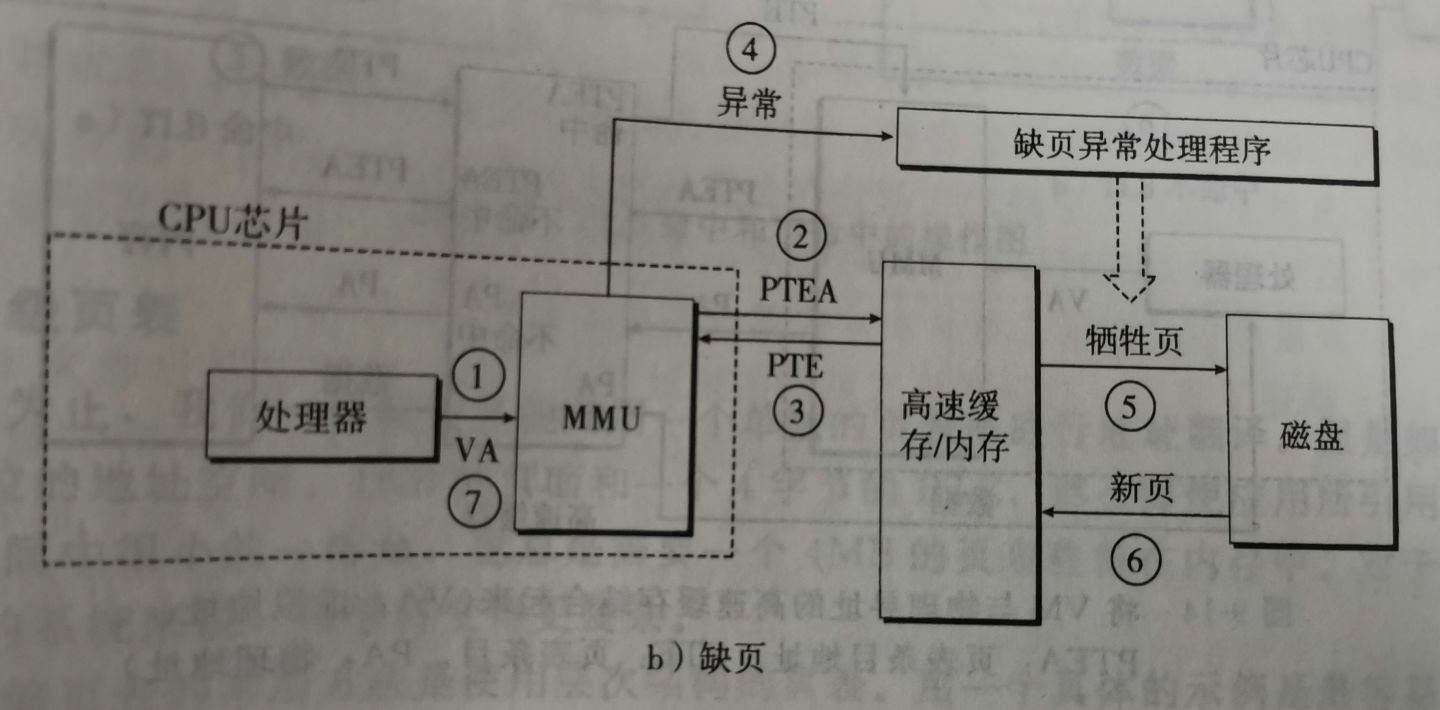 ④
异常
缺页异常处理程序
CPU芯片
②
PTEA
PTE
③
处理器
①
VA
⑦
MMU
高速缓
存/内存
牺牲页
⑤
新页
⑥
磁盘
b）缺页